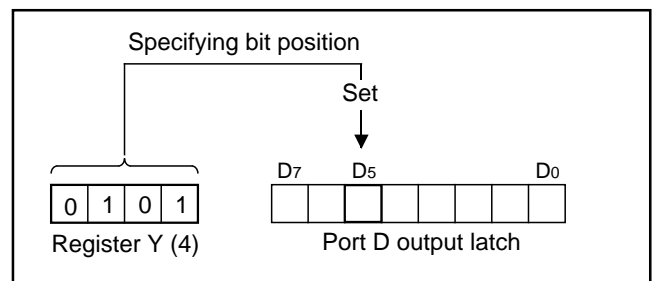 Specifying bit position
Set
D7 D5 D0
0 1 0 1
Register Y (4) Port D output latch